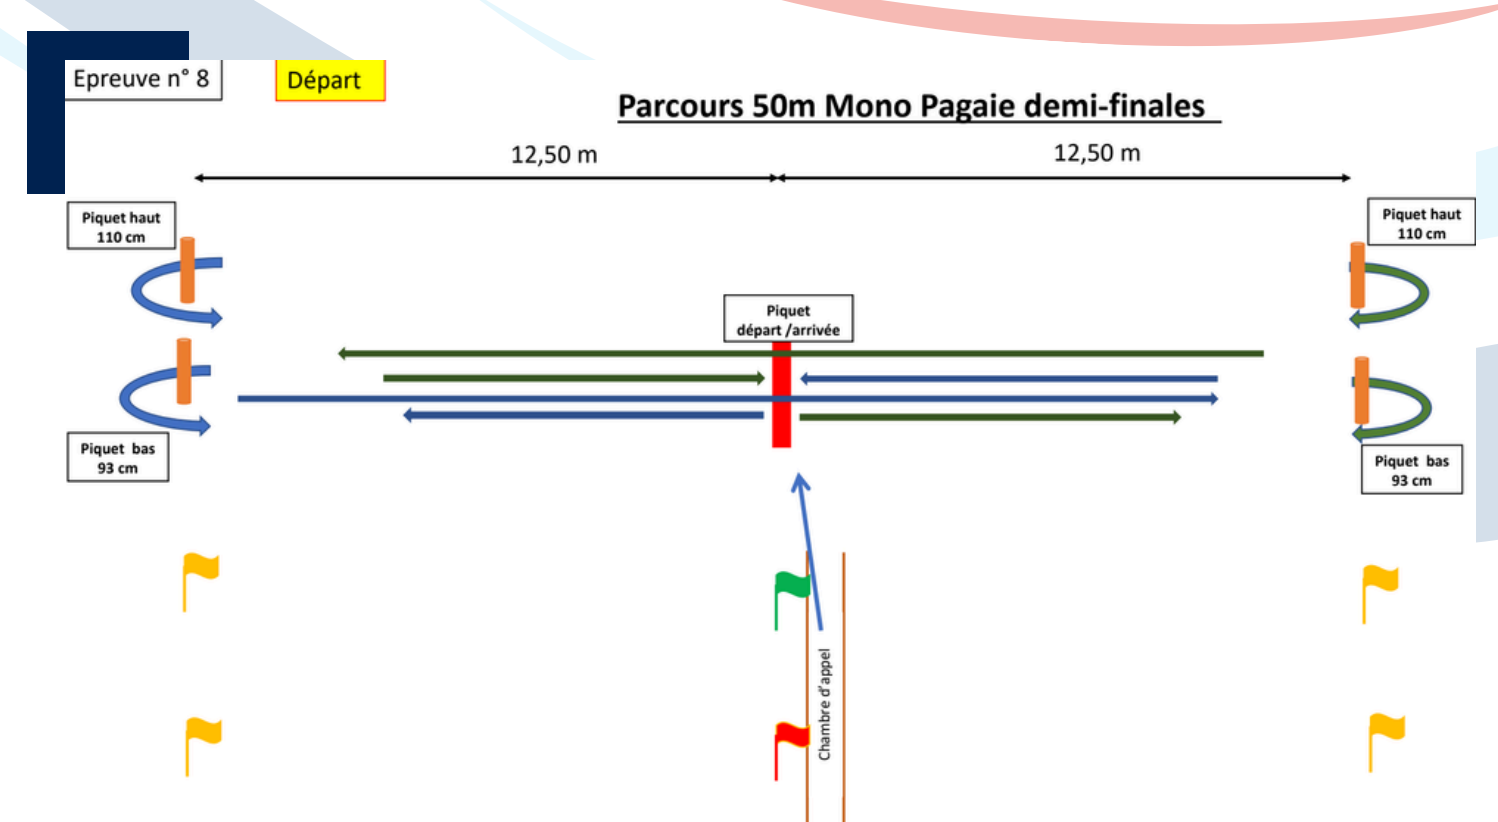 Epreuve n° 8
Départ
Parcours 50m Mono Pagaie demi-finales
12,50 m
12,50 m
Piquet haut
110 cm
Piquet haut
110 cm
Piquet
départ /arrivée
Piquet bas
93 cm
Piquet bas
93 cm
Chambre d'appel